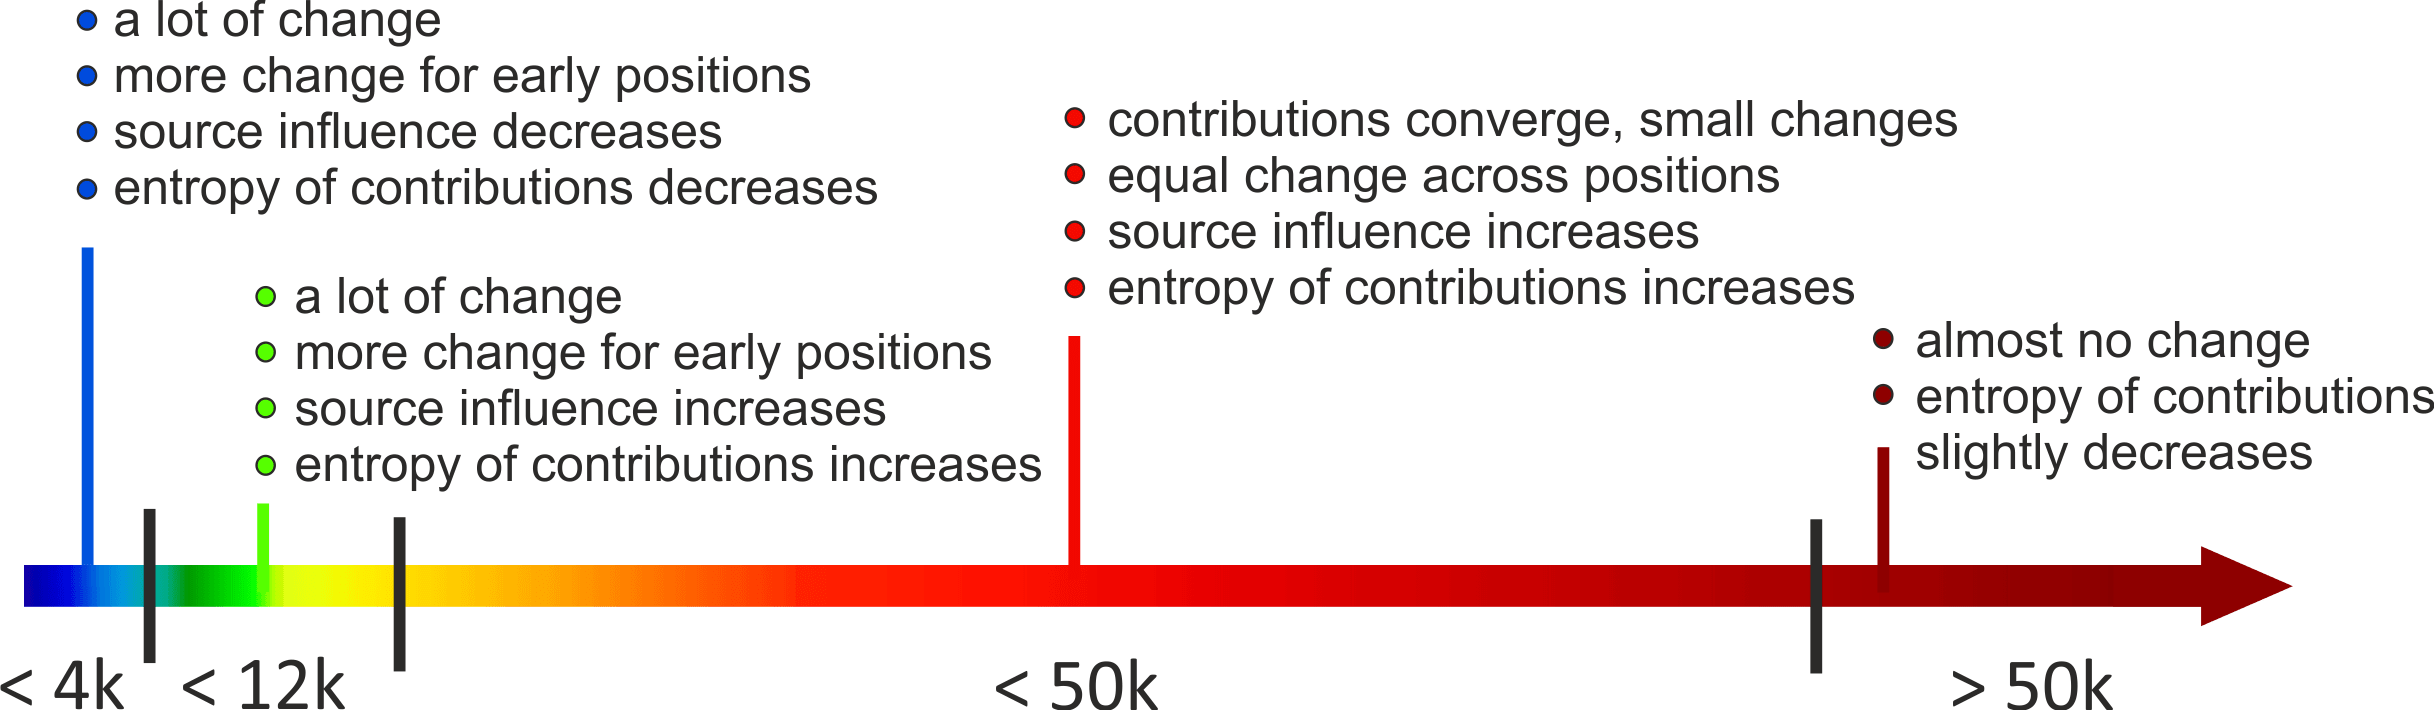 a lot of change
more change for early positions
source influence decreases
entropy of contributions decreases
a lot of change
more change for early positions
source influence increases
entropy of contributions increases
contributions converge, small changes
equal change across positions
source influence increases
entropy of contributions increases
almost no change
entropy of contributions
slightly decreases
< 4k
< 12k
< 50k
> 50k